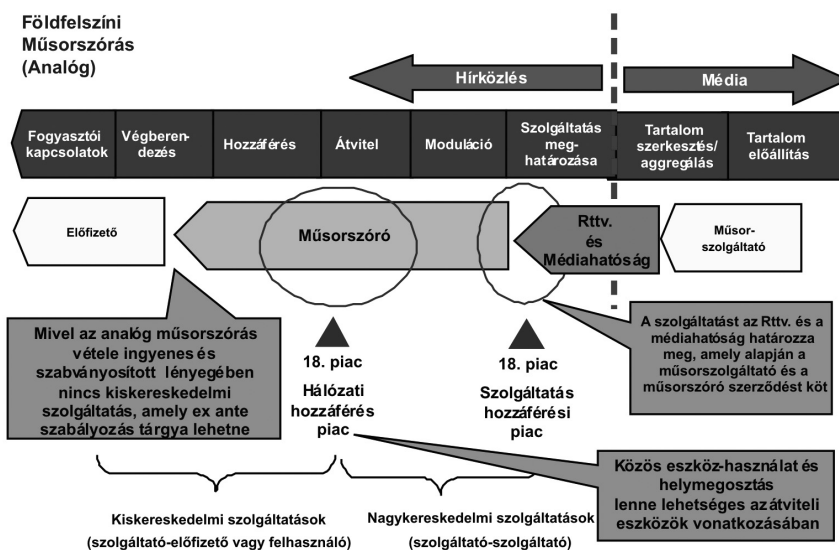 Földfelszíni
Műsorszórás
(Analóg)
Hírközlés
Média
Fogyasztói
kapcsolatok
Végberen-
dezés
Hozzáférés
Átvitel
Moduláció
Szolgáltatás
meg-
határozása
Tartalom
szerkesztés/
aggregálás
Tartalom
előállítás
Előfizető
Műsorszóró
Rttv.
és
Médiahatóság
Műsor-
szolgáltató
Mivel az analóg műsorszórás
vétele ingyenes és
szabványosított lényegében
nincs kiskereskedelmi
szolgáltatás, amely ex ante
szabályozás tárgya lehetne
18. piac
Hálózati
hozzáférés
piac
18. piac
Szolgáltatás
hozzáférési
piac
A szolgáltatást az Rttv. és a
médiahatóság határozza
meg, amely alapján a
műsorszolgáltató és a
műsorszóró szerződést köt
Közös eszköz-használat és
helymegosztás
lenne lehetséges azátviteli
eszközök vonatkozásában
Kiskereskedelmi szolgáltatások
(szolgáltató-előfizető vagy felhasználó)
Nagykereskedelmi szolgáltatások
(szolgáltató-szolgáltató)